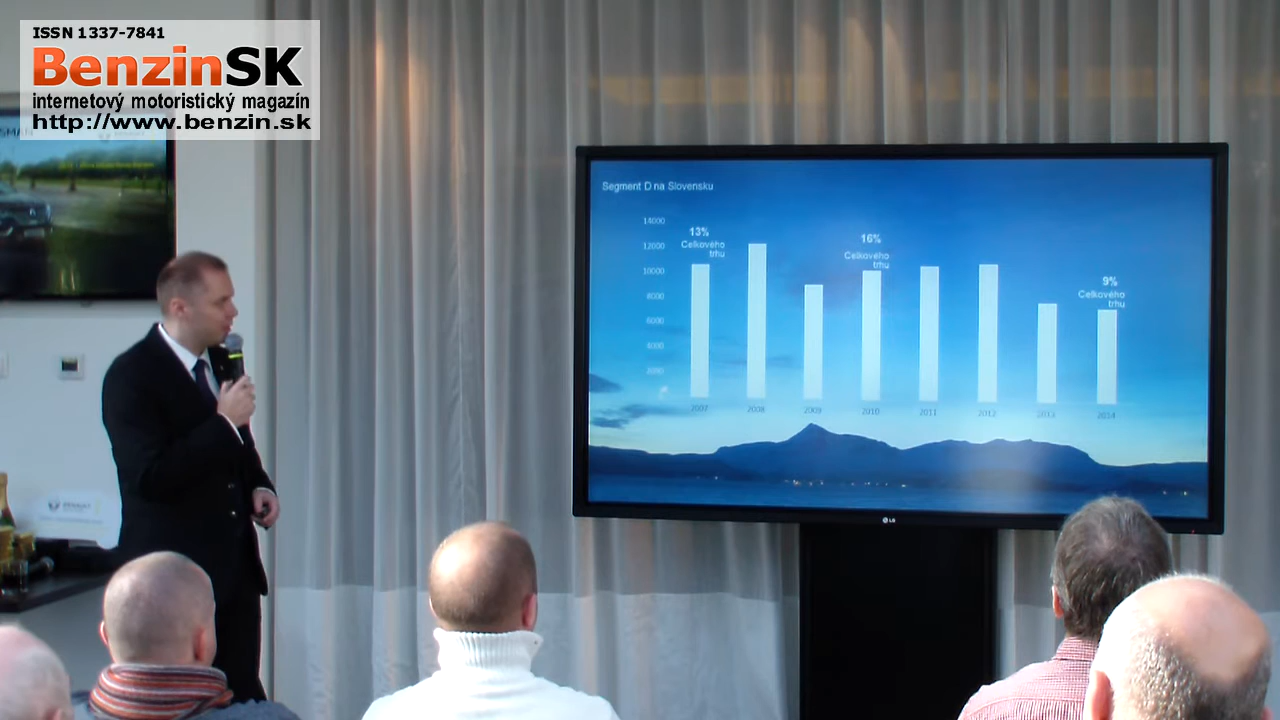 ISSN 1337-7841
BenzinSK
internetový motoristický magazín
http://www.benzin.sk
Segment D na Slovensku
14000
12000
10000
8000
6000
4000
2000
13%
Celkového
trhu
16%
Celkového
trhu
9%
Celkového
trhu
2007
2008
2009
2010
2011
2012
2013
2014
LG
RENAULT